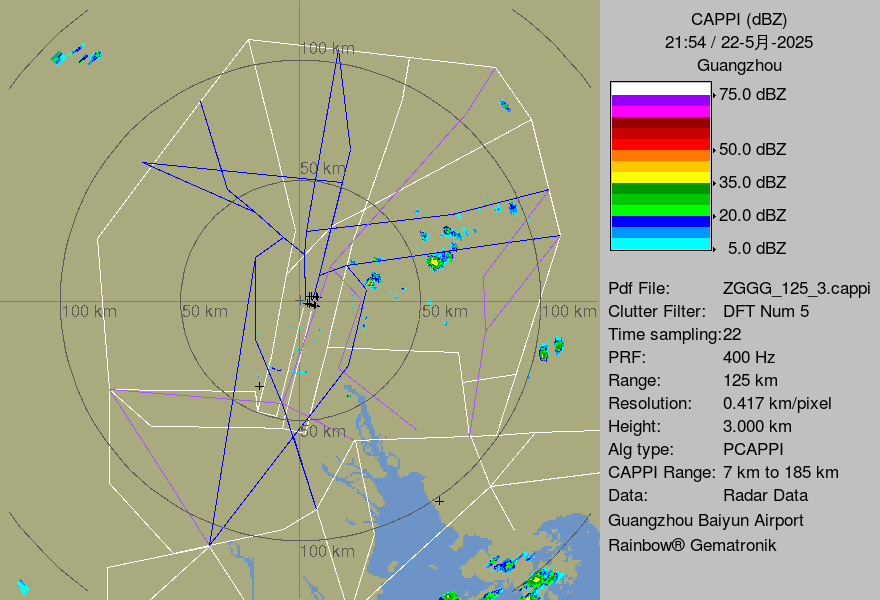 CAPPI (dBZ)
21:54 / 22-5月-2025
Guangzhou
75.0 dBZ
50.0 dBZ
35.0 dBZ
20.0 dBZ
5.0 dBZ
Pdf File: ZGGG_125_3.cappi
Clutter Filter: DFT Num 5
Time sampling:22
PRF: 400 Hz
Range: 125 km
Resolution: 0.417 km/pixel
Height: 3.000 km
Alg type: PCAPPI
CAPPI Range: 7 km to 185 km
Data: Radar Data
Guangzhou Baiyun Airport
Rainbow® Gematronik
100 km
50 km
100 km
50 km
50 km
100 km
50 km
100 km